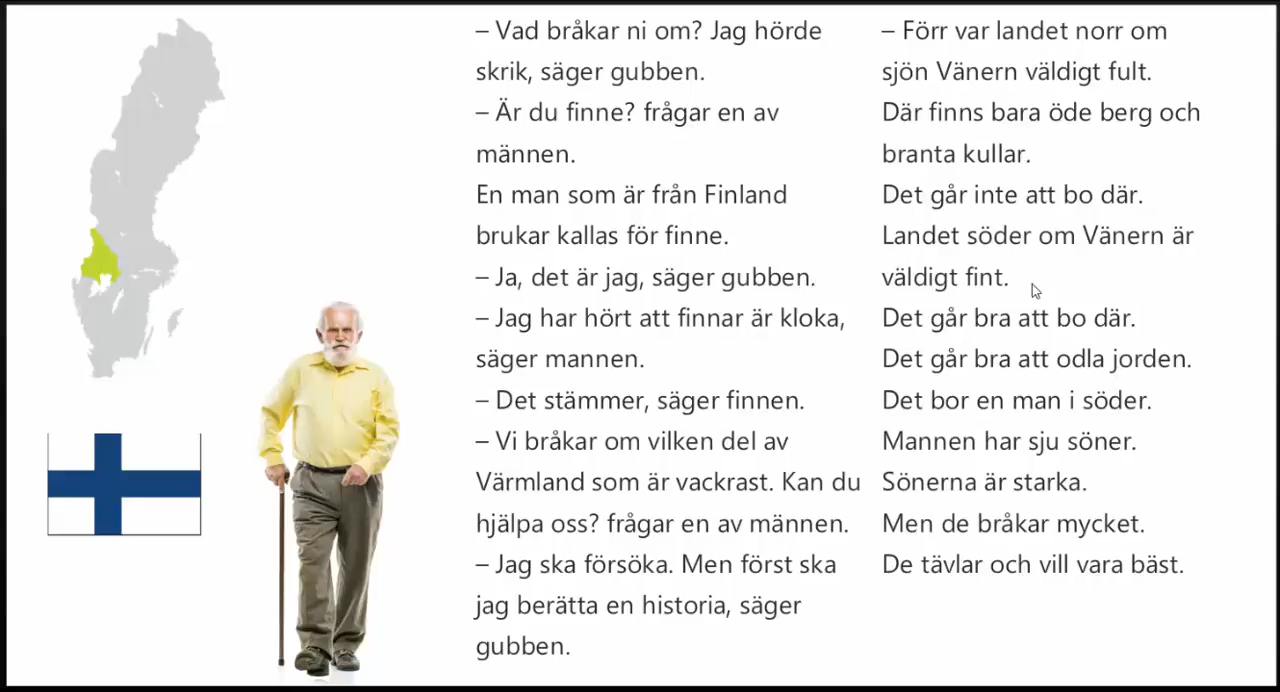 – Vad bråkar ni om? Jag hörde
skrik, säger gubben.
– Är du finne? frågar en av
männen.
En man som är från Finland
brukar kallas för finne.
– Ja, det är jag, säger gubben.
– Jag har hört att finnar är kloka,
säger mannen.
– Det stämmer, säger finnen.
– Vi bråkar om vilken del av
Värmland som är vackrast. Kan du
hjälpa oss? frågar en av männen.
– Jag ska försöka. Men först ska
jag berätta en historia, säger
gubben.
– Förr var landet norr om
sjön Vänern väldigt fult.
Där finns bara öde berg och
branta kullar.
Det går inte att bo där.
Landet söder om Vänern är
väldigt fint.
Det går bra att bo där.
Det går bra att odla jorden.
Det bor en man i söder.
Mannen har sju söner.
Sönerna är starka.
Men de bråkar mycket.
De tävlar och vill vara bäst.